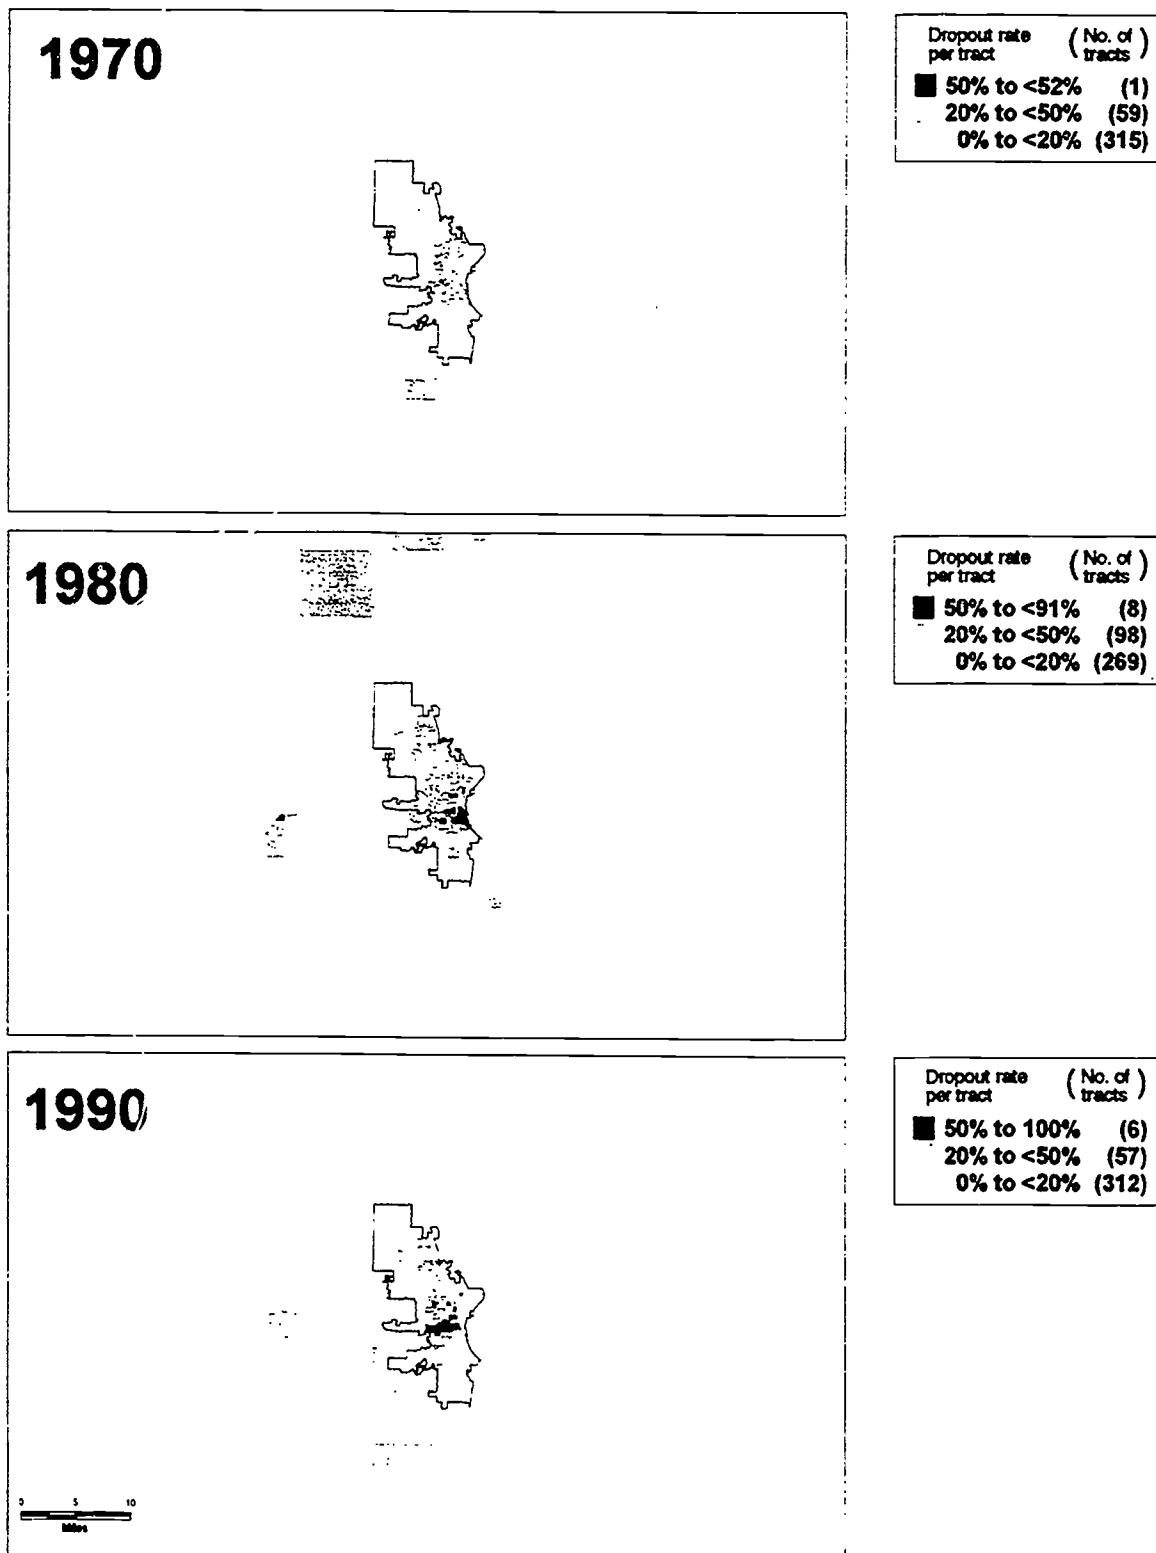 1970
Dropout rate per tract (No. of tracts)
50% to <52% (1)
20% to <50% (59)
0% to <20% (315)
1980
Dropout rate per tract (No. of tracts)
50% to <91% (8)
20% to <50% (98)
0% to <20% (269)
1990
Dropout rate per tract (No. of tracts)
50% to 100% (6)
20% to <50% (57)
0% to <20% (312)
0 5 10
Miles